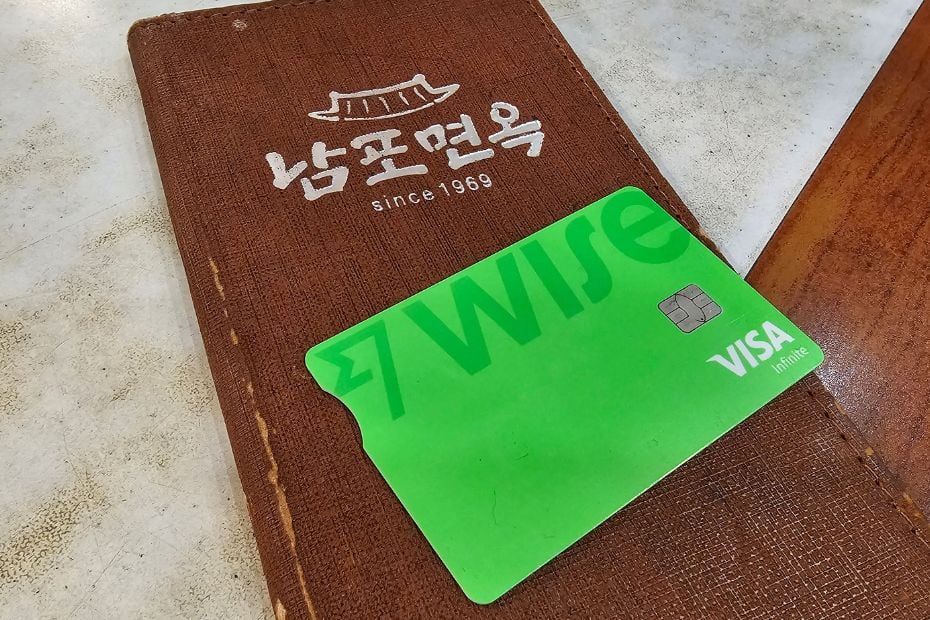 남포면옥
since 1969
WISe
VISA
Infinite